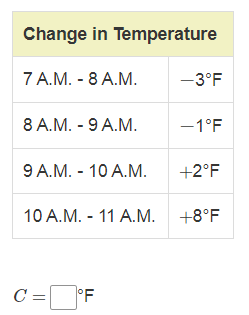 Change in Temperature
7 A.M. - 8 A.M. −3°F
8 A.M. - 9 A.M. −1°F
9 A.M. - 10 A.M. +2°F
10 A.M. - 11 A.M. +8°F
C = °F